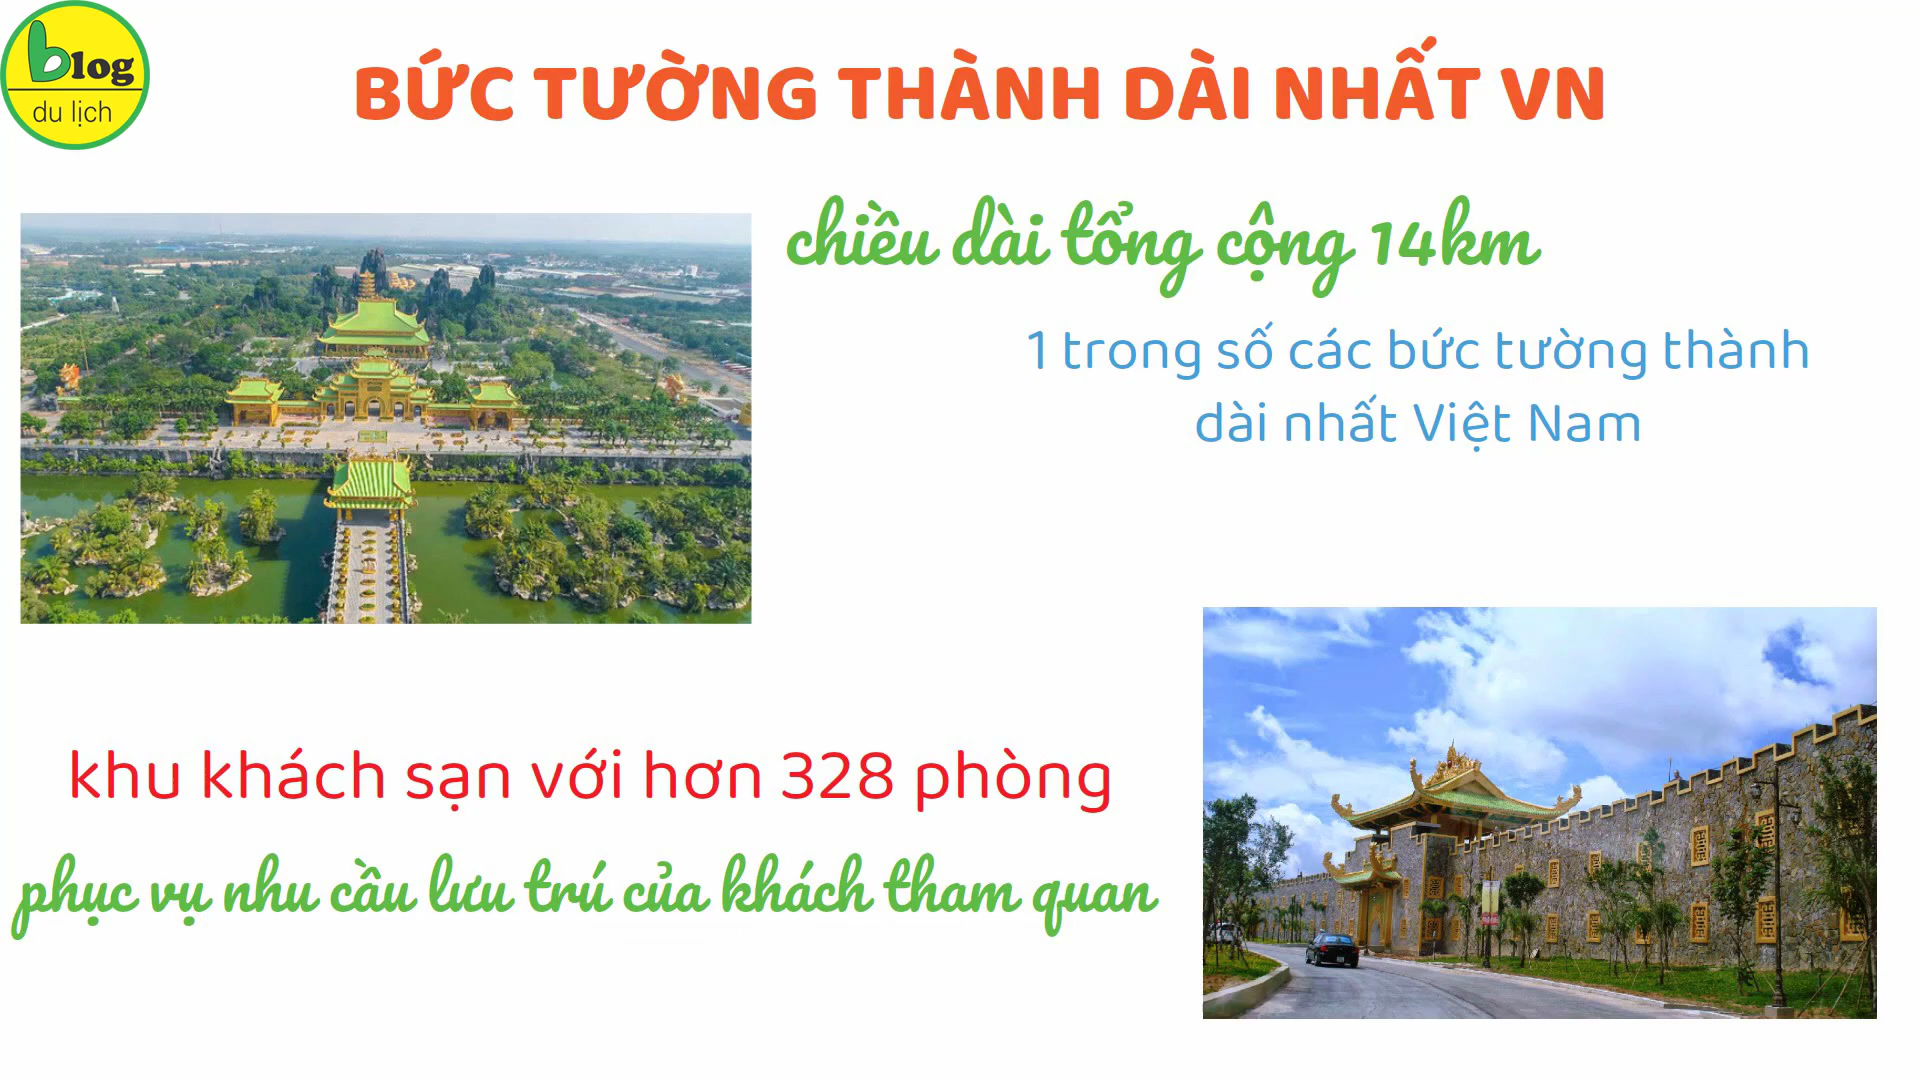 blog
du lịch
BỨC TƯỜNG THÀNH DÀI NHẤT VN
chiều dài tổng cộng 14km
1 trong số các bức tường thành
dài nhất Việt Nam
khu khách sạn với hơn 328 phòng
phục vụ nhu cầu lưu trú của khách tham quan